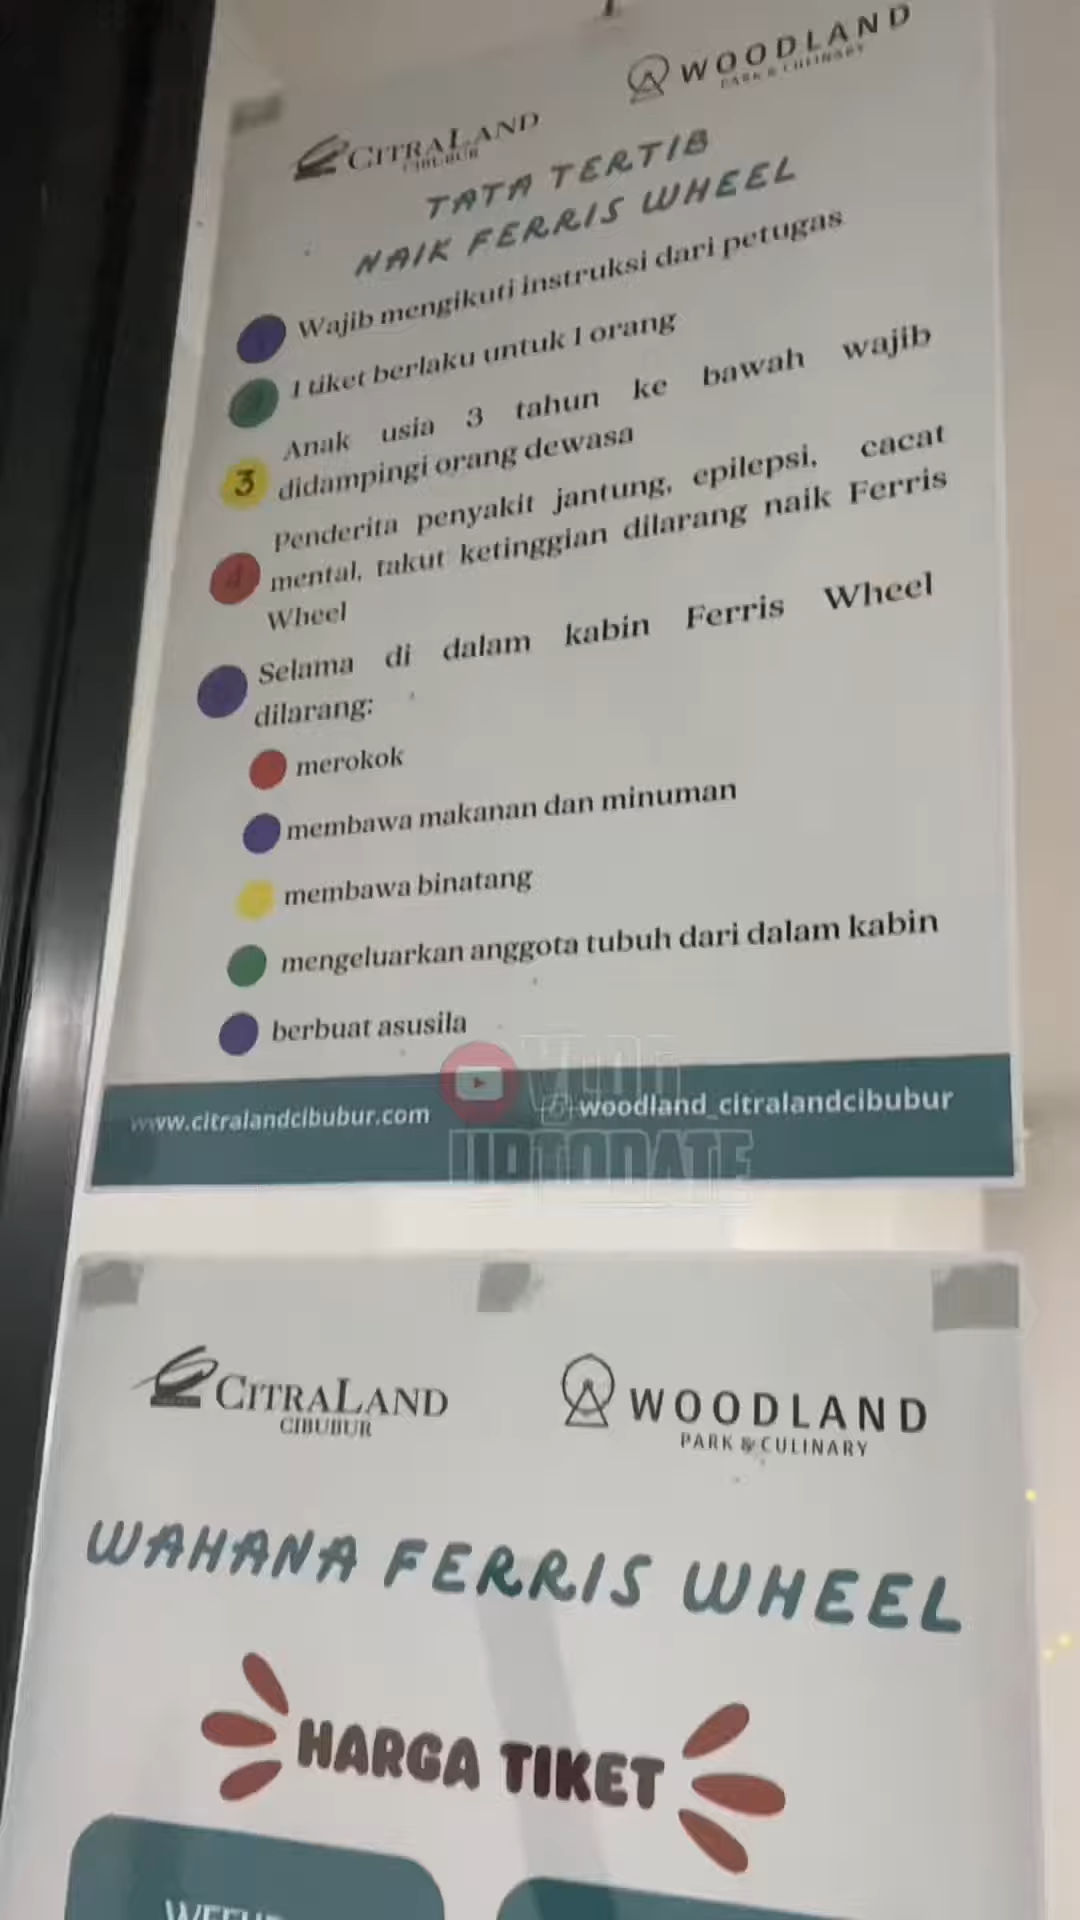 CITRALAND
CIBUBUR
WOODLAND
PARK & CULINARY
TATA TERTIB
NAIK FERRIS WHEEL
1 Wajib mengikuti instruksi dari petugas
1 tiket berlaku untuk 1 orang
Anak usia 3 tahun ke bawah wajib
3 didampingi orang dewasa
Penderita penyakit jantung, epilepsi, cacat
4 mental, takut ketinggian dilarang naik Ferris
Wheel
Selama di dalam kabin Ferris Wheel
dilarang:
merokok
membawa makanan dan minuman
membawa binatang
mengeluarkan anggota tubuh dari dalam kabin
berbuat asusila
VLOG
UPTODATE
www.citralandcibubur.com
woodland_citralandcibubur
CITRALAND
CIBUBUR
WOODLAND
PARK & CULINARY
WAHANA FERRIS WHEEL
HARGA TIKET